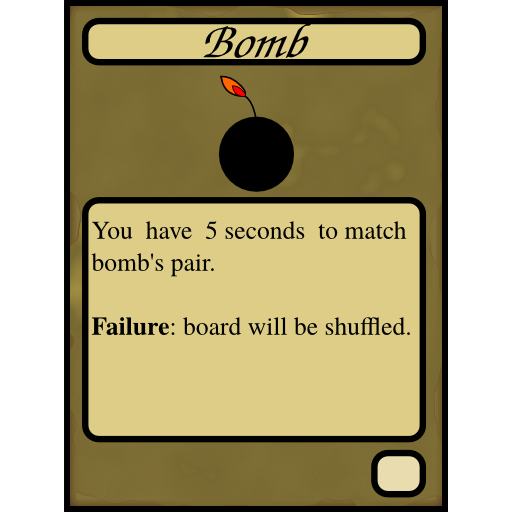 Bomb
You have 5 seconds to match
bomb's pair.
Failure: board will be shuffled.